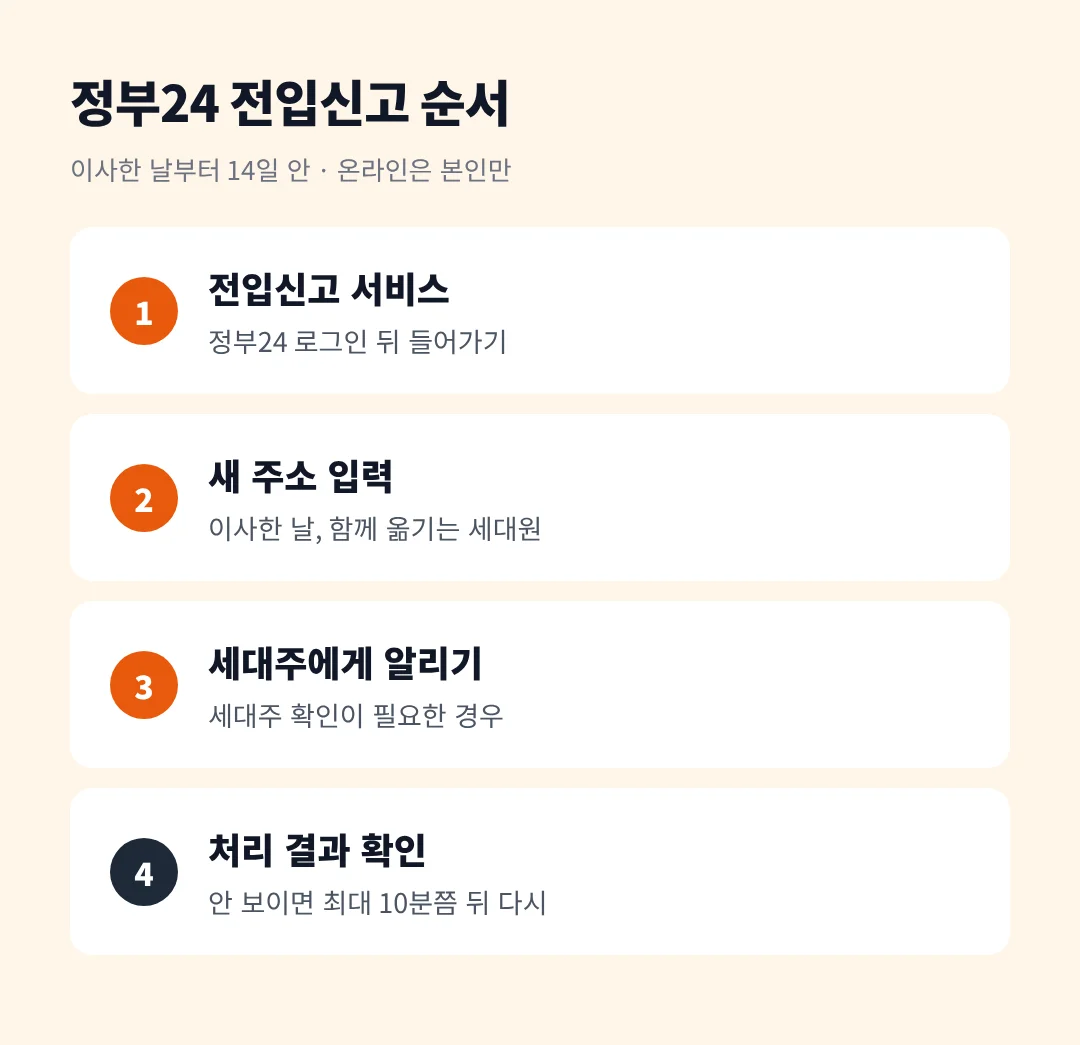 정부24 전입신고 순서
이사한 날부터 14일 안 · 온라인은 본인만
1
전입신고 서비스
정부24 로그인 뒤 들어가기
2
새 주소 입력
이사한 날, 함께 옮기는 세대원
3
세대주에게 알리기
세대주 확인이 필요한 경우
4
처리 결과 확인
안 보이면 최대 10분쯤 뒤 다시